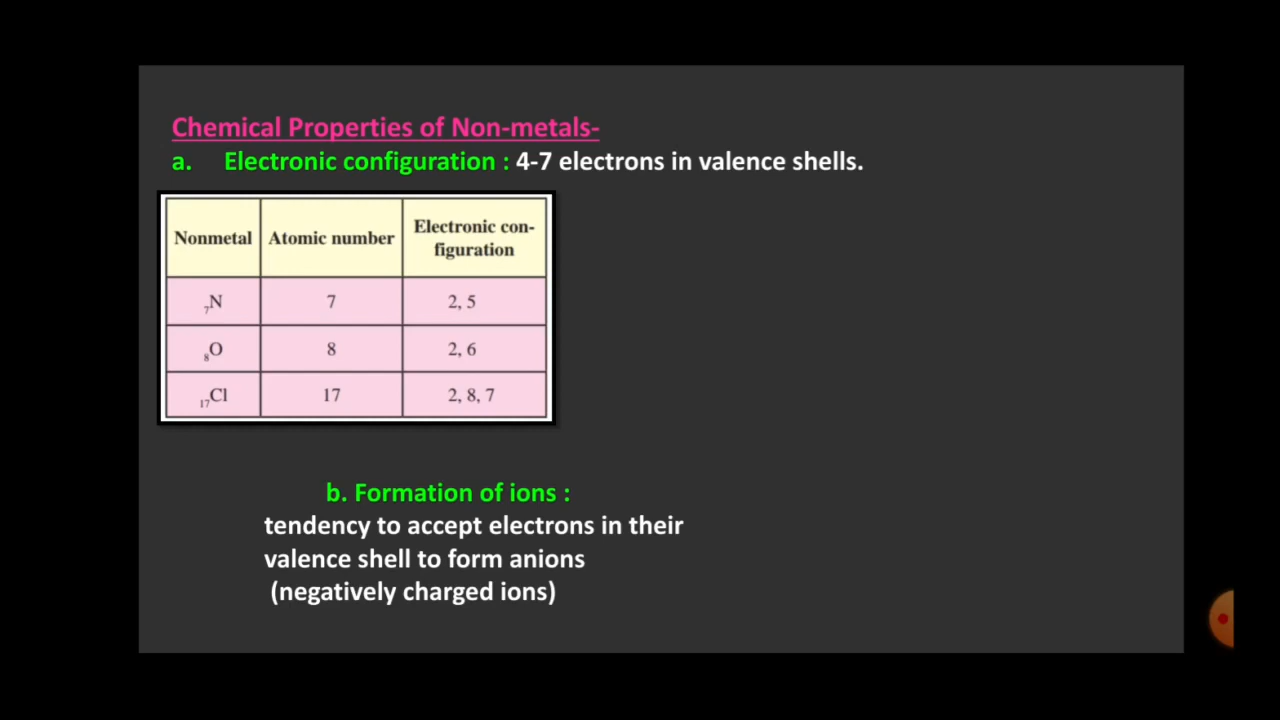 Chemical Properties of Non-metals-
a. Electronic configuration : 4-7 electrons in valence shells.
Nonmetal Atomic number Electronic con-
figuration
₇N 7 2, 5
₈O 8 2, 6
₁₇Cl 17 2, 8, 7
b. Formation of ions :
tendency to accept electrons in their
valence shell to form anions
(negatively charged ions)